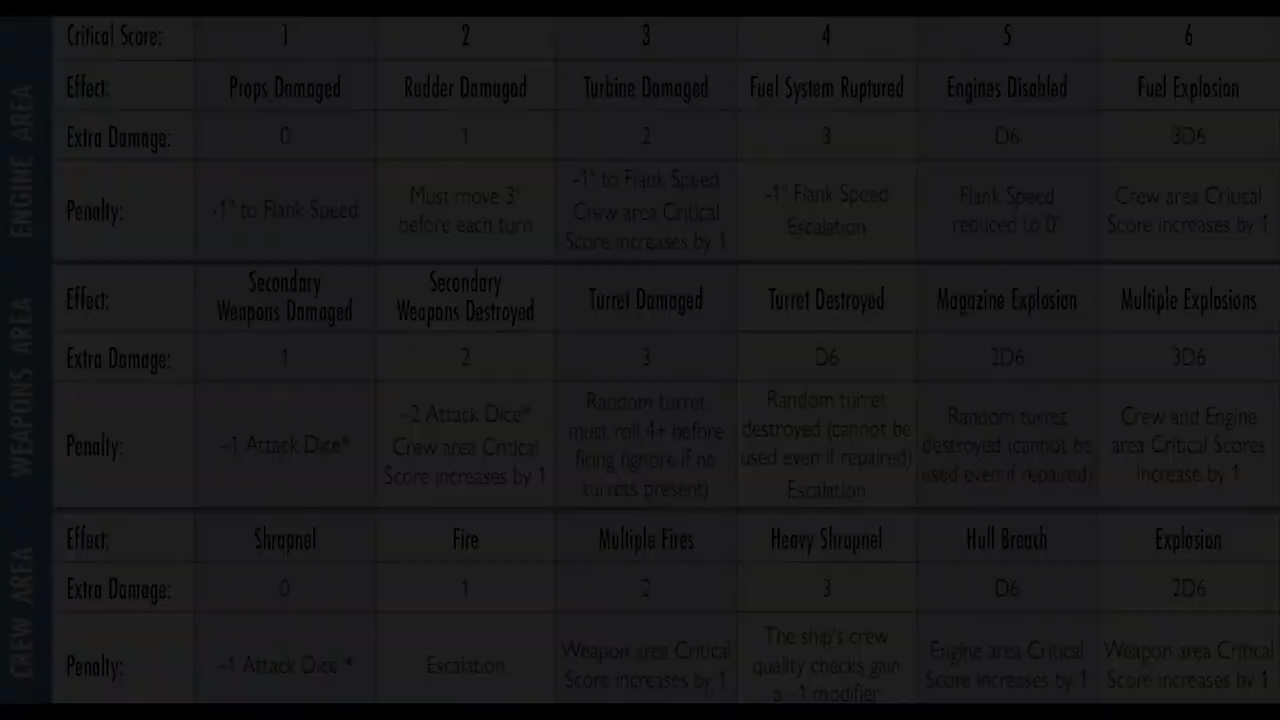 Critical Score: 1 2 3 4 5 6
ENGINE AREA
Effect: Props Damaged Rudder Damaged Turbine Damaged Fuel System Ruptured Engines Disabled Fuel Explosion
Extra Damage: 0 1 2 3 D6 3D6
Penalty:
-1" to Flank Speed
Must move 3"
before each turn
-1" to Flank Speed
Crew area Critical
Score increases by 1
-1" Flank Speed
Escalation
Flank Speed
reduced to 0"
Crew area Critical
Score increases by 1
WEAPONS AREA
Effect:
Secondary
Weapons Damaged
Secondary
Weapons Destroyed
Turret Damaged
Turret Destroyed
Magazine Explosion
Multiple Explosions
Extra Damage: 1 2 3 D6 2D6 3D6
Penalty:
-1 Attack Dice*
-2 Attack Dice*
Crew area Critical
Score increases by 1
Random turret
must roll 4+ before
firing (ignore if no
turrets present)
Random turret
destroyed (cannot be
used even if repaired)
Escalation
Random turret
destroyed (cannot be
used even if repaired)
Crew and Engine
area Critical Scores
increase by 1
CREW AREA
Effect: Shrapnel Fire Multiple Fires Heavy Shrapnel Hull Breach Explosion
Extra Damage: 0 1 2 3 D6 2D6
Penalty:
-1 Attack Dice *
Escalation
Weapon area Critical
Score increases by 1
The ship's crew
quality checks gain
a -1 modifier
Engine area Critical
Score increases by 1
Weapon area Critical
Score increases by 1